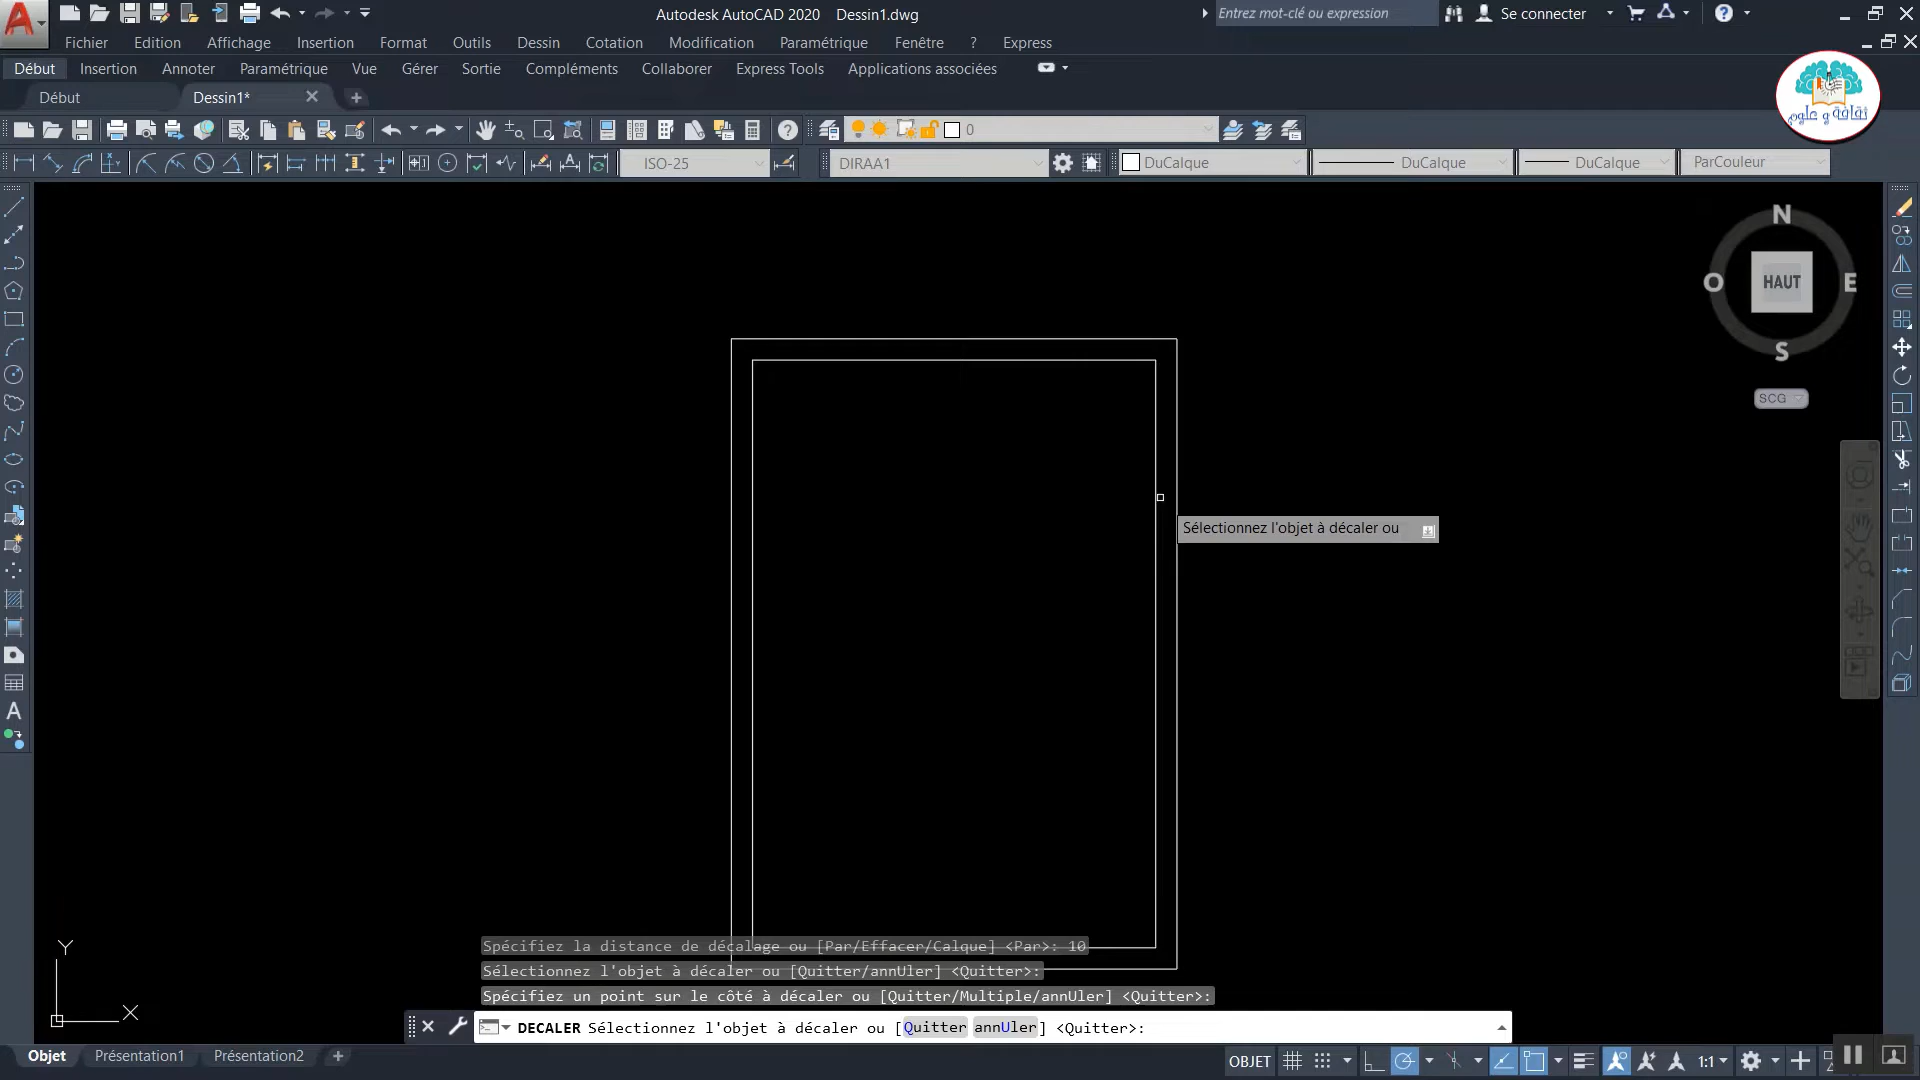 Autodesk AutoCAD 2020 Dessin1.dwg
Entrez mot-clé ou expression
Se connecter
Fichier Edition Affichage Insertion Format Outils Dessin Cotation Modification Paramétrique Fenêtre ? Express
Début Insertion Annoter Paramétrique Vue Gérer Sortie Compléments Collaborer Express Tools Applications associées
Début Dessin1*
ثقافة و علوم
0
ISO-25 DIRAA1 DuCalque DuCalque DuCalque ParCouleur
N
O HAUT E
S
SCG
Sélectionnez l'objet à décaler ou
Spécifiez la distance de décalage ou [Par/Effacer/Calque] <Par>: 10
Sélectionnez l'objet à décaler ou [Quitter/annUler] <Quitter>:
Spécifiez un point sur le côté à décaler ou [Quitter/Multiple/annUler] <Quitter>:
Y
X
DECALER Sélectionnez l'objet à décaler ou [Quitter annUler] <Quitter>:
Objet Présentation1 Présentation2 +
OBJET 1:1